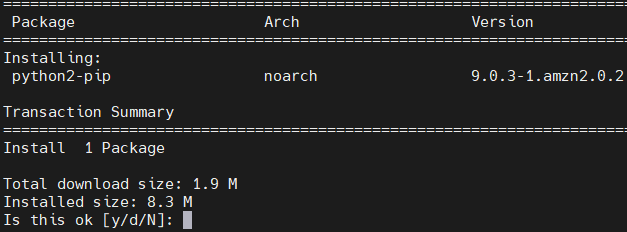 ================================================================================
Package Arch Version
================================================================================
Installing:
python2-pip noarch 9.0.3-1.amzn2.0.2
Transaction Summary
================================================================================
Install  1 Package
Total download size: 1.9 M
Installed size: 8.3 M
Is this ok [y/d/N]: